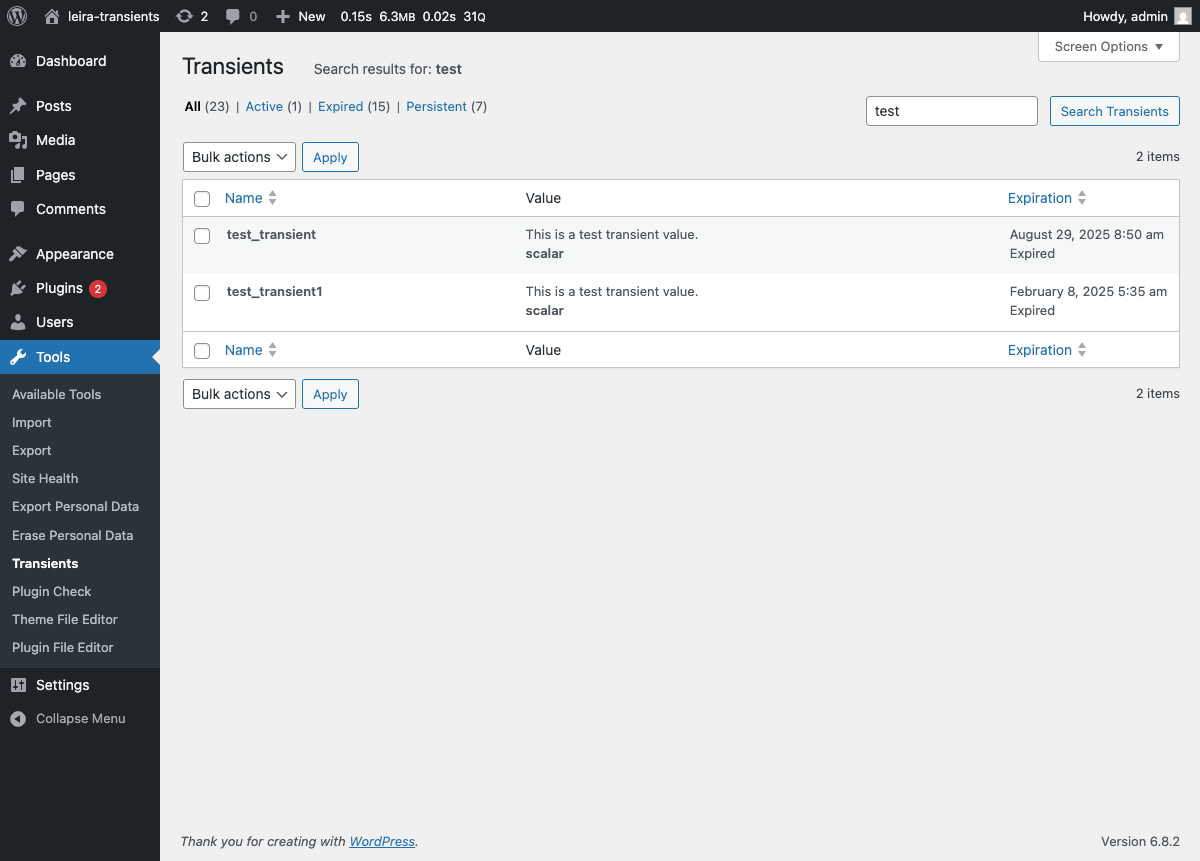 leira-transients 2 0 New 0.15s 6.3MB 0.02s 31Q Howdy, admin
Screen Options
Dashboard
Posts
Media
Pages
Comments
Appearance
Plugins 2
Users
Tools
Available Tools
Import
Export
Site Health
Export Personal Data
Erase Personal Data
Transients
Plugin Check
Theme File Editor
Plugin File Editor
Settings
Collapse Menu
Transients Search results for: test
All (23) | Active (1) | Expired (15) | Persistent (7)
test Search Transients
Bulk actions Apply 2 items
Name Value Expiration
test_transient This is a test transient value. August 29, 2025 8:50 am
scalar Expired
test_transient1 This is a test transient value. February 8, 2025 5:35 am
scalar Expired
Name Value Expiration
Bulk actions Apply 2 items
Thank you for creating with WordPress. Version 6.8.2